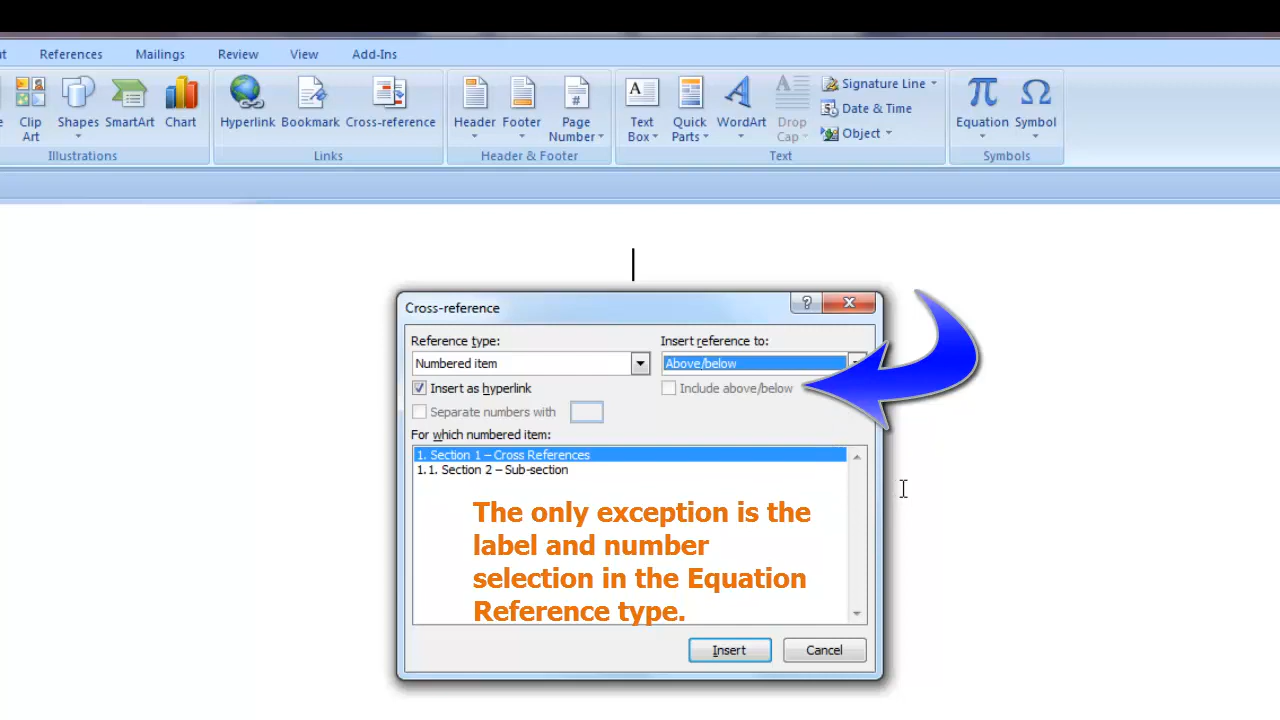 References Mailings Review View Add-Ins
Clip Art Shapes SmartArt Chart Hyperlink Bookmark Cross-reference Header Footer Page Number Text Box Quick Parts WordArt Drop Cap Signature Line Date & Time Object Equation Symbol
Illustrations Links Header & Footer Text Symbols
Cross-reference
Reference type: Insert reference to:
Numbered item Above/below
Insert as hyperlink Include above/below
Separate numbers with
For which numbered item:
1. Section 1 – Cross References
1.1. Section 2 – Sub-section
The only exception is the
label and number
selection in the Equation
Reference type.
Insert Cancel